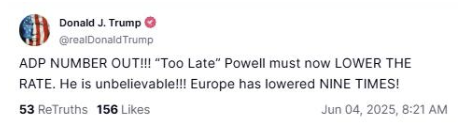 Donald J. Trump
@realDonaldTrump
ADP NUMBER OUT!!! “Too Late” Powell must now LOWER THE
RATE. He is unbelievable!!! Europe has lowered NINE TIMES!
53 ReTruths 156 Likes Jun 04, 2025, 8:21 AM